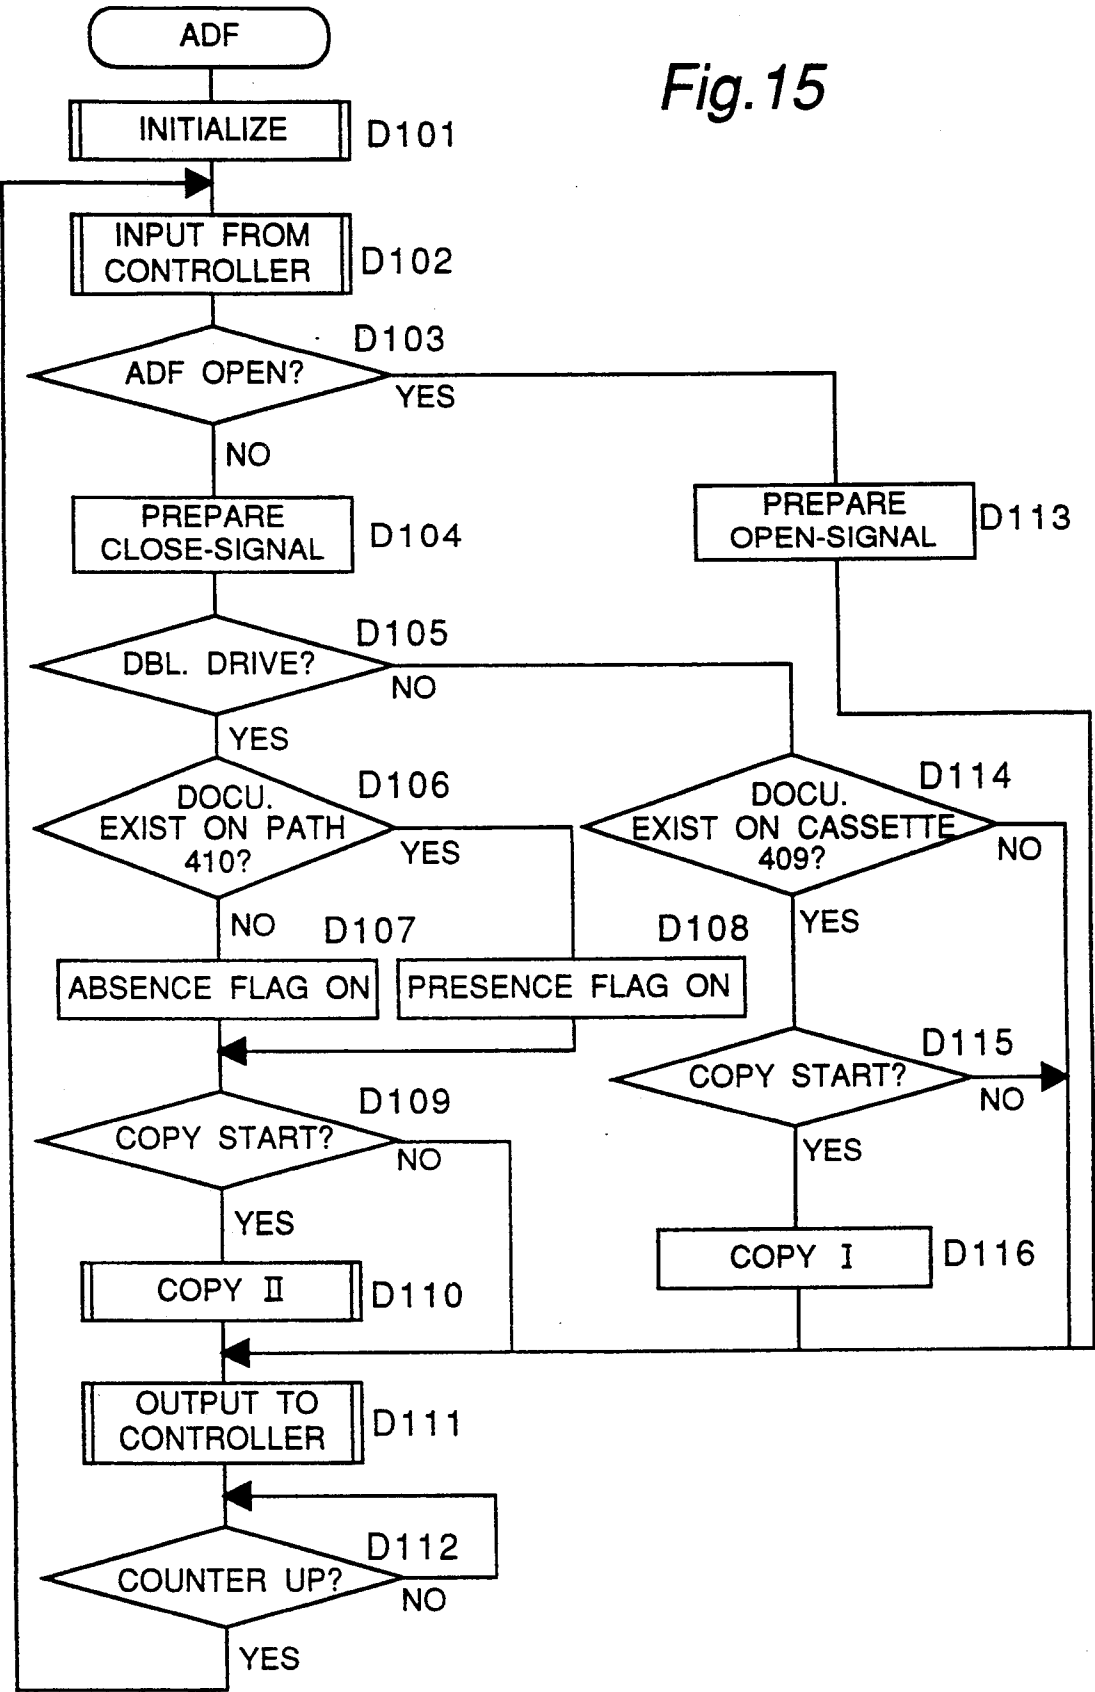 ADF
Fig.15
INITIALIZE
D101
INPUT FROM
CONTROLLER
D102
D103
ADF OPEN?
YES
NO
PREPARE
CLOSE-SIGNAL
D104
PREPARE
OPEN-SIGNAL
D113
D105
DBL. DRIVE?
NO
YES
D106
DOCU.
EXIST ON PATH
410?
YES
NO
D114
DOCU.
EXIST ON CASSETTE
409?
NO
YES
D107
ABSENCE FLAG ON
D108
PRESENCE FLAG ON
D115
COPY START?
NO
YES
D109
COPY START?
NO
YES
COPY II
D110
COPY I
D116
OUTPUT TO
CONTROLLER
D111
D112
COUNTER UP?
NO
YES